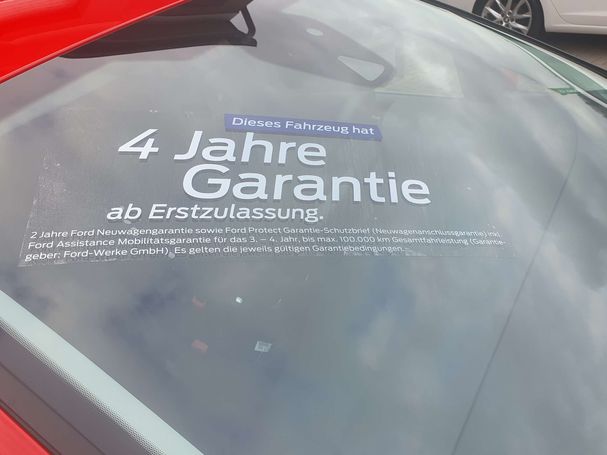 Dieses Fahrzeug hat
4 Jahre
Garantie
ab Erstzulassung.
2 Jahre Ford Neuwagengarantie sowie Ford Protect Garantie-Schutzbrief (Neuwagenanschlussgarantie) inkl.
Ford Assistance Mobilitätsgarantie für das 3. – 4. Jahr, bis max. 100.000 km Gesamtfahrleistung (Garantie-
geber: Ford-Werke GmbH). Es gelten die jeweils gültigen Garantiebedingungen.